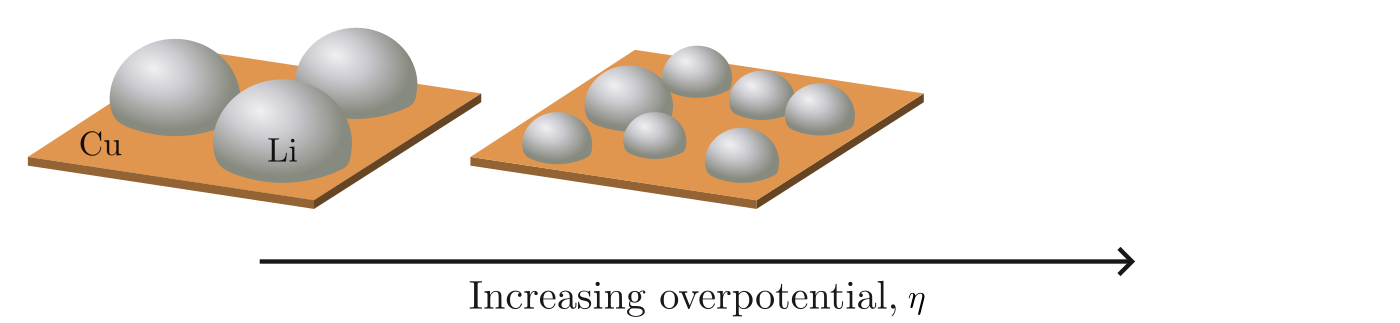 Cu
Li
Increasing overpotential, η